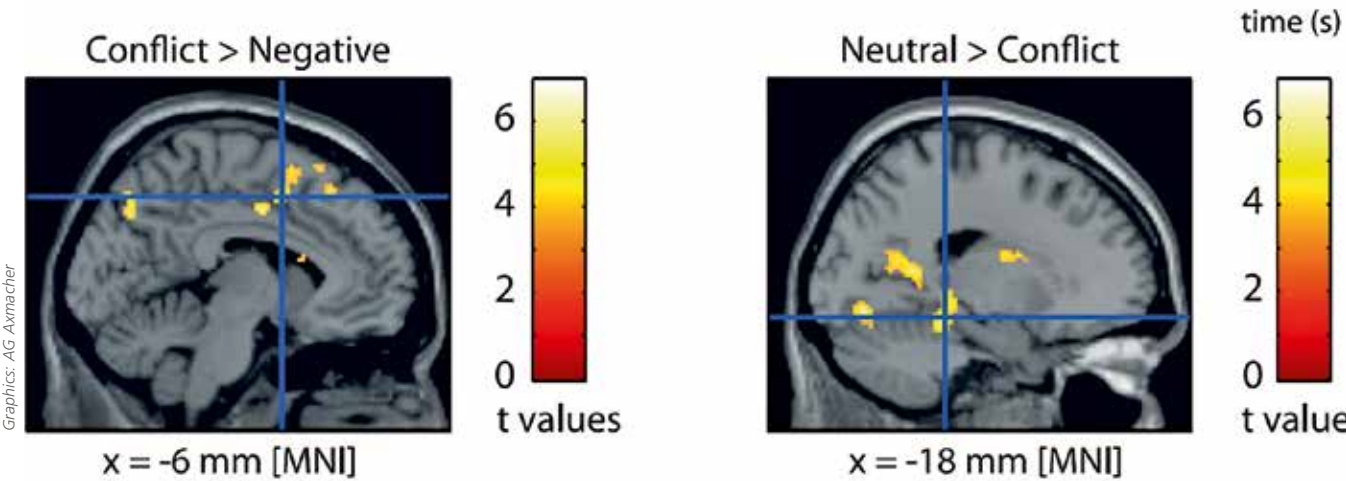 time (s)
Conflict > Negative
Neutral > Conflict
6
4
2
0
t values
6
4
2
0
t value
x = -6 mm [MNI]
x = -18 mm [MNI]
Graphics: AG Axmacher